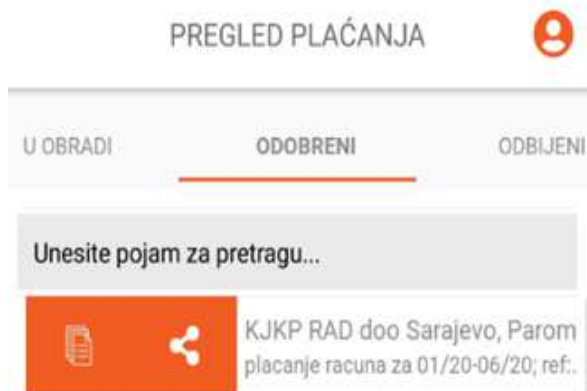 PREGLED PLAĆANJA
U OBRADI ODOBRENI ODBIJENI
Unesite pojam za pretragu...
KJKP RAD doo Sarajevo, Parom
placanje racuna za 01/20-06/20; ref:.